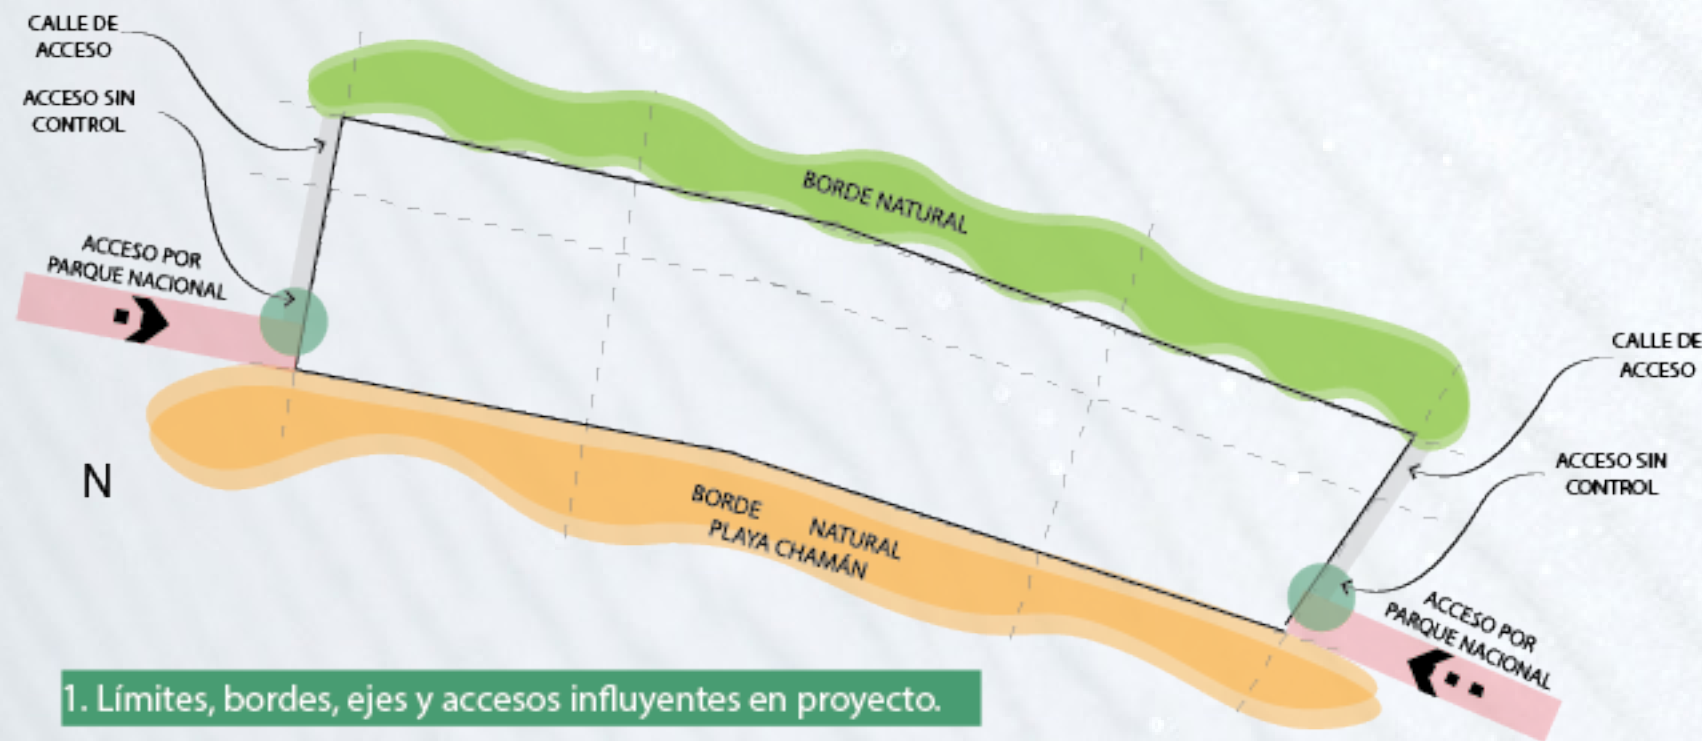 CALLE DE
ACCESO
ACCESO SIN
CONTROL
ACCESO POR
PARQUE NACIONAL
BORDE NATURAL
CALLE DE
ACCESO
ACCESO SIN
CONTROL
ACCESO POR
PARQUE NACIONAL
N
BORDE NATURAL
PLAYA CHAMÁN
1. Límites, bordes, ejes y accesos influyentes en proyecto.